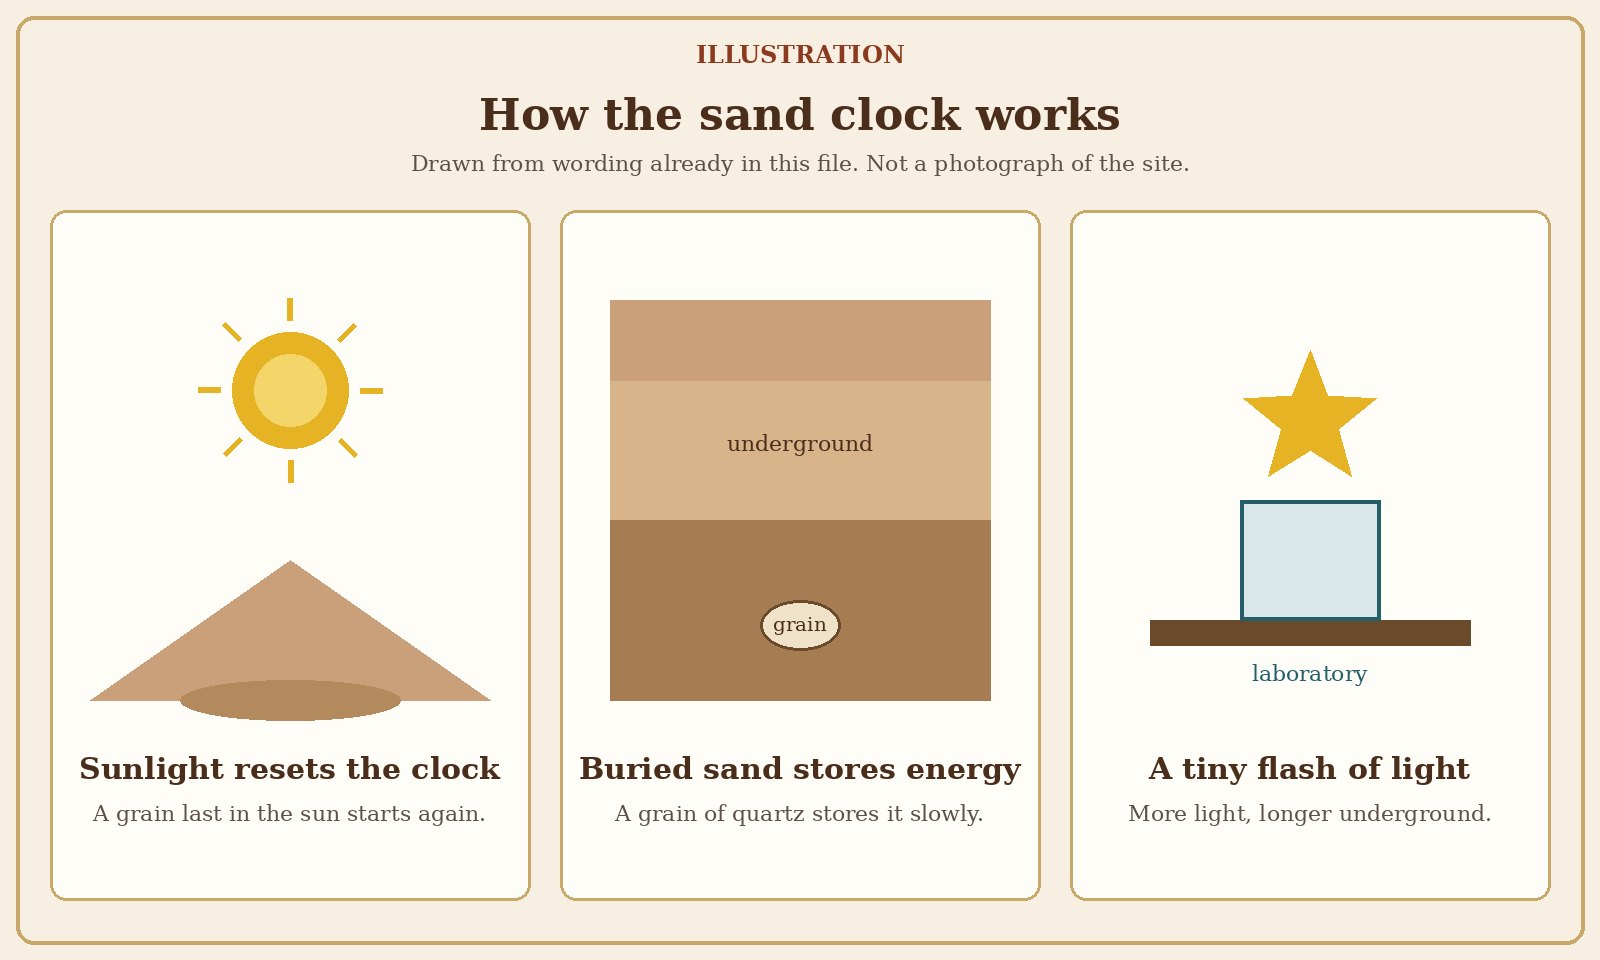 ILLUSTRATION
How the sand clock works
Drawn from wording already in this file. Not a photograph of the site.
underground
grain
laboratory
Sunlight resets the clock
A grain last in the sun starts again.
Buried sand stores energy
A grain of quartz stores it slowly.
A tiny flash of light
More light, longer underground.